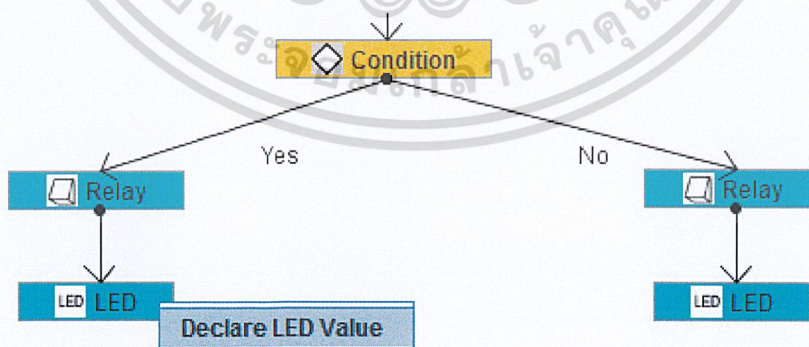 Condition
Yes
No
Relay
Relay
LED LED
LED LED
Declare LED Value